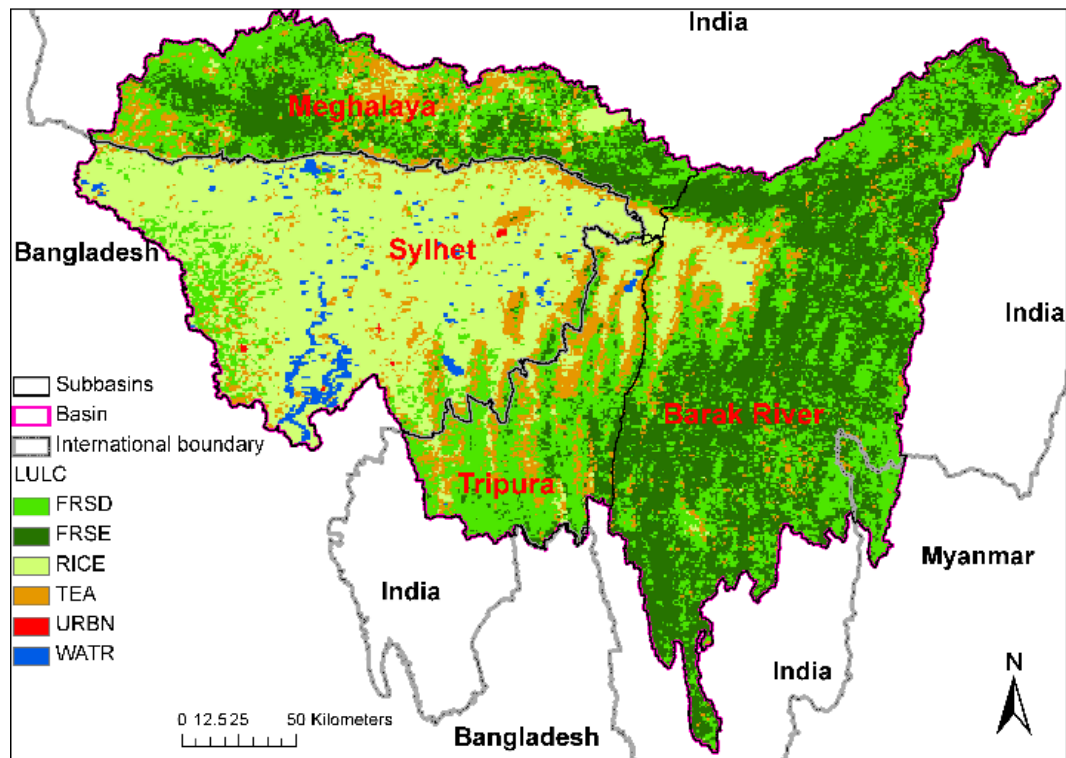 India
Meghalaya
Bangladesh
Sylhet
India
Subbasins
Basin
International boundary
LULC
FRSD
FRSE
RICE
TEA
URBN
WATR
Barak River
Tripura
India
Myanmar
India
N
0 12.525 50 Kilometers
Bangladesh